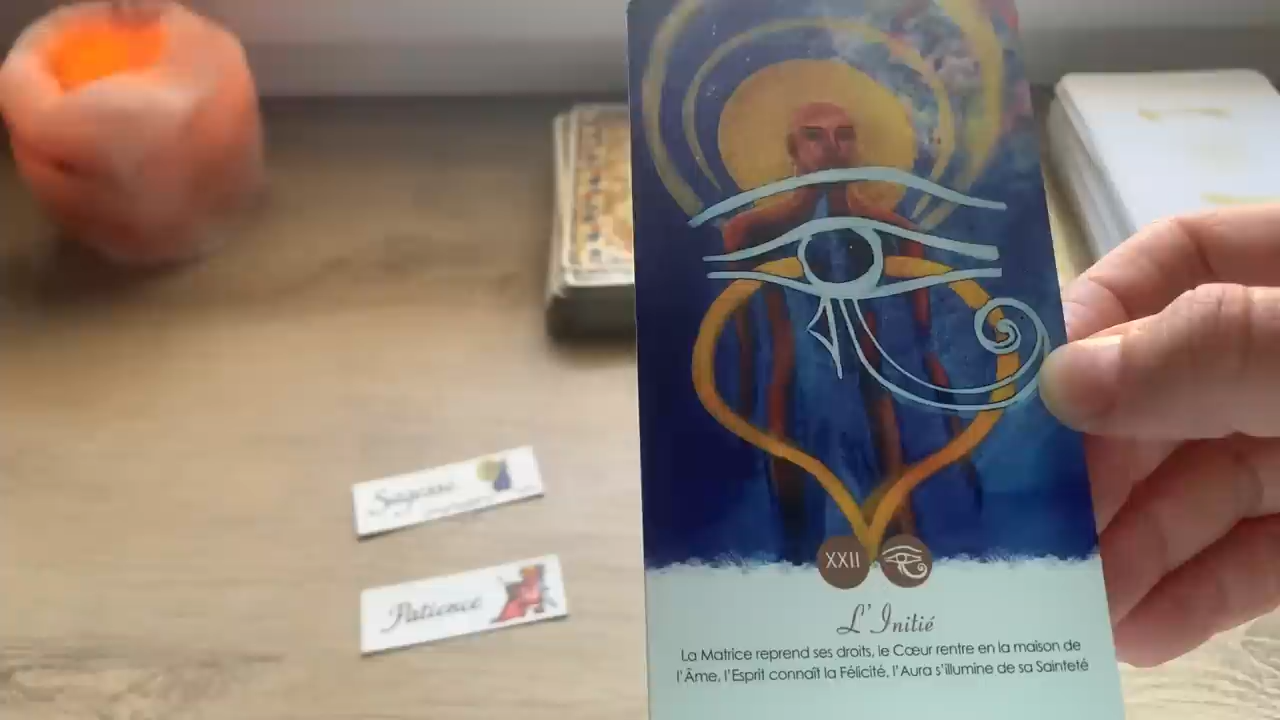 Sagesse
Patience
XXII
L'Initié
La Matrice reprend ses droits, le Cœur rentre en la maison de
l'Âme, l'Esprit connaît la Félicité, l'Aura s'illumine de sa Sainteté